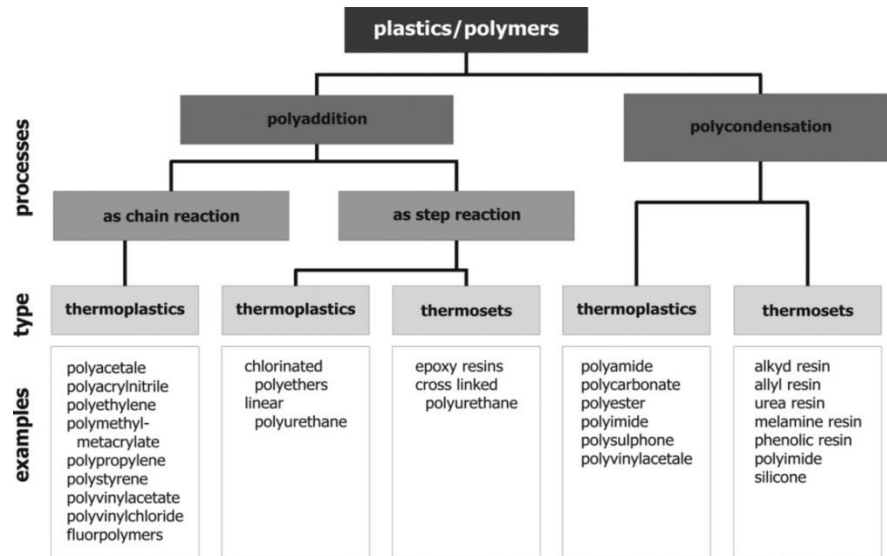 plastics/polymers
processes
polyaddition
polycondensation
as chain reaction
as step reaction
type
thermoplastics
thermoplastics
thermosets
thermoplastics
thermosets
examples
polyacetale
polyacrylnitrile
polyethylene
polymethyl-
metacrylate
polypropylene
polystyrene
polyvinylacetate
polyvinylchloride
fluorpolymers
chlorinated
polyethers
linear
polyurethane
epoxy resins
cross linked
polyurethane
polyamide
polycarbonate
polyester
polyimide
polysulphone
polyvinylacetale
alkyd resin
allyl resin
urea resin
melamine resin
phenolic resin
polyimide
silicone